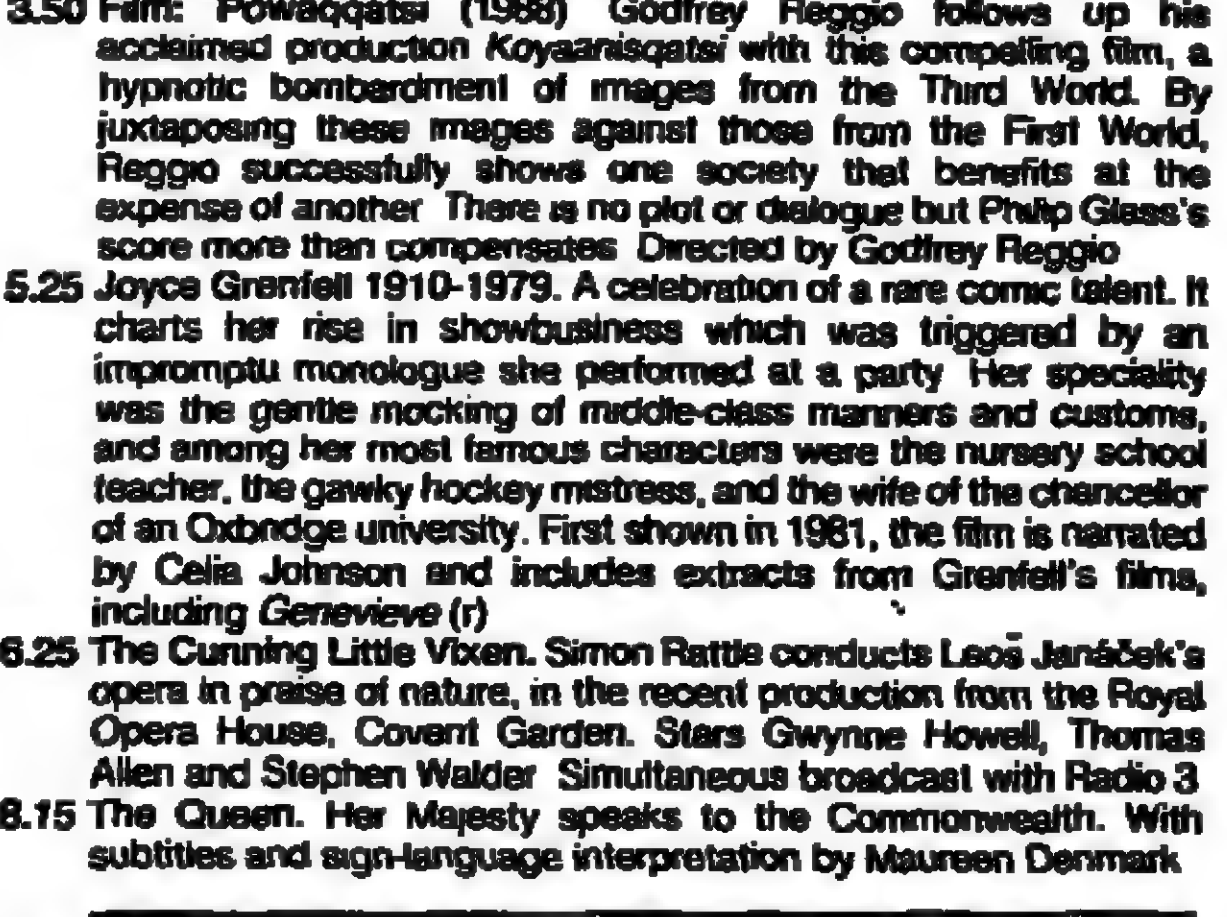 3.50 Film: Powaqqatsi (1988) Godfrey Reggio follows up his
acclaimed production Koyaanisqatsi with this compelling film, a
hypnotic bombardment of images from the Third World. By
juxtaposing these images against those from the First World,
Reggio successfully shows one society that benefits at the
expense of another There is no plot or dialogue but Philip Glass's
score more than compensates Directed by Godfrey Reggio
5.25 Joyce Grenfell 1910-1979. A celebration of a rare comic talent. It
charts her rise in showbusiness which was triggered by an
impromptu monologue she performed at a party Her speciality
was the gentle mocking of middle-class manners and customs,
and among her most famous characters were the nursery school
teacher, the gawky hockey mistress, and the wife of the chancellor
of an Oxbridge university. First shown in 1981, the film is narrated
by Celia Johnson and includes extracts from Grenfell's films,
including Genevieve (r)
6.25 The Cunning Little Vixen. Simon Rattle conducts Leoš Janáček's
opera in praise of nature, in the recent production from the Royal
Opera House, Covent Garden. Stars Gwynne Howell, Thomas
Allen and Stephen Walder Simultaneous broadcast with Radio 3
8.15 The Queen. Her Majesty speaks to the Commonwealth. With
subtitles and sign-language interpretation by Maureen Denmark